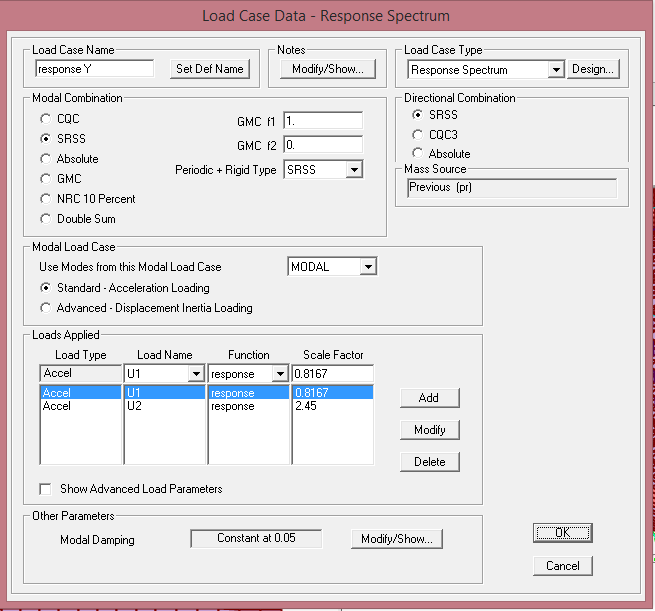 Load Case Data - Response Spectrum
Load Case Name
response Y
Set Def Name
Notes
Modify/Show...
Load Case Type
Response Spectrum
Design...
Modal Combination
CQC
SRSS
Absolute
GMC
NRC 10 Percent
Double Sum
GMC f1
1.
GMC f2
0.
Periodic + Rigid Type
SRSS
Directional Combination
SRSS
CQC3
Absolute
Mass Source
Previous (pr)
Modal Load Case
Use Modes from this Modal Load Case
MODAL
Standard - Acceleration Loading
Advanced - Displacement Inertia Loading
Loads Applied
Load Type Load Name Function Scale Factor
Accel U1 response 0.8167
Accel U1 response 0.8167
Accel U2 response 2.45
Add
Modify
Delete
Show Advanced Load Parameters
Other Parameters
Modal Damping
Constant at 0.05
Modify/Show...
OK
Cancel